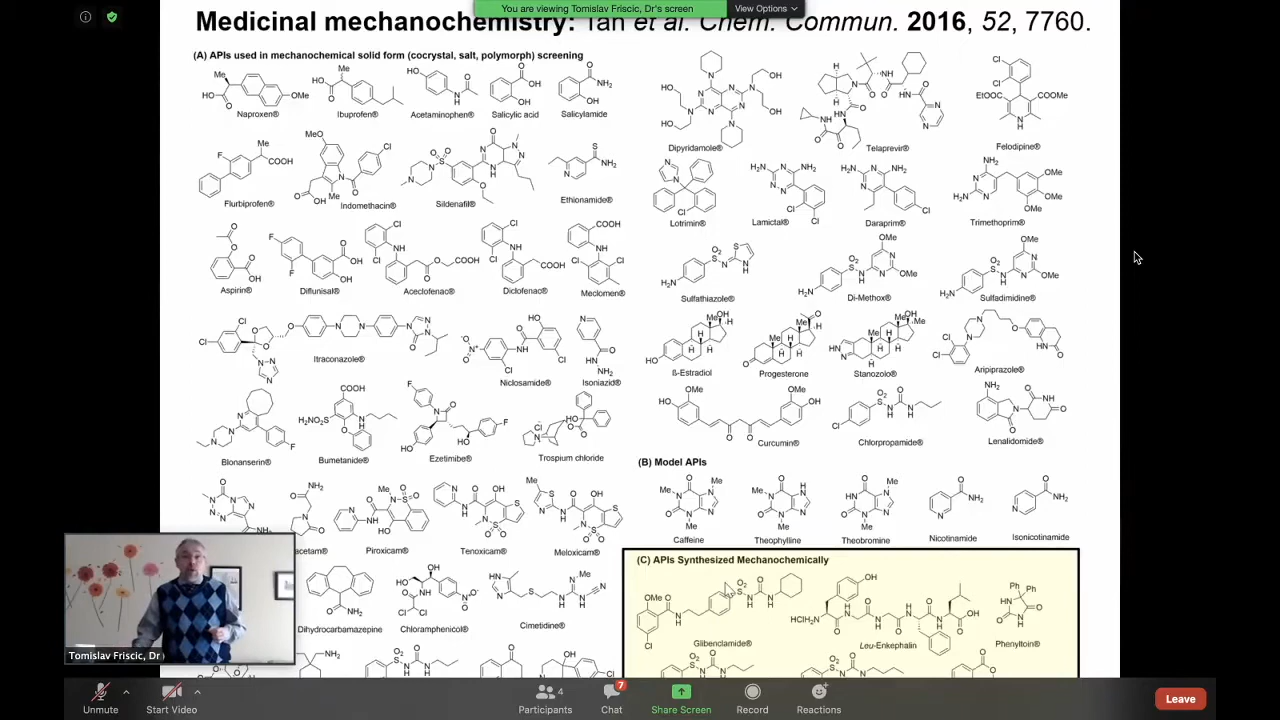 You are viewing Tomislav Friscic, Dr's screen
View Options
Medicinal mechanochemistry: Tan et al. Chem. Commun. 2016, 52, 7760.
(A) APIs used in mechanochemical solid form (cocrystal, salt, polymorph) screening
Naproxen® Ibuprofen® Acetaminophen® Salicylic acid Salicylamide
Dipyridamole® Telaprevir® Felodipine®
Flurbiprofen® Indomethacin® Sildenafil® Ethionamide®
Lotrimin® Lamictal® Daraprim® Trimethoprim®
Aspirin® Diflunisal® Aceclofenac® Diclofenac® Meclomen®
Sulfathiazole® Di-Methox® Sulfadimidine®
Itraconazole® Niclosamide® Isoniazid®
ß-Estradiol Progesterone Stanozolo® Aripiprazole®
Blonanserin® Bumetanide® Ezetimibe® Trospium chloride
Curcumin® Chlorpropamide® Lenalidomide®
(B) Model APIs
acetam® Piroxicam® Tenoxicam® Meloxicam®
Caffeine Theophylline Theobromine Nicotinamide Isonicotinamide
(C) APIs Synthesized Mechanochemically
Dihydrocarbamazepine Chloramphenicol® Cimetidine®
Glibenclamide® Leu-Enkephalin Phenyltoin®
Tomislav Friscic, Dr
Unmute
Start Video
Participants
4
Chat
7
Share Screen
Record
Reactions
Leave